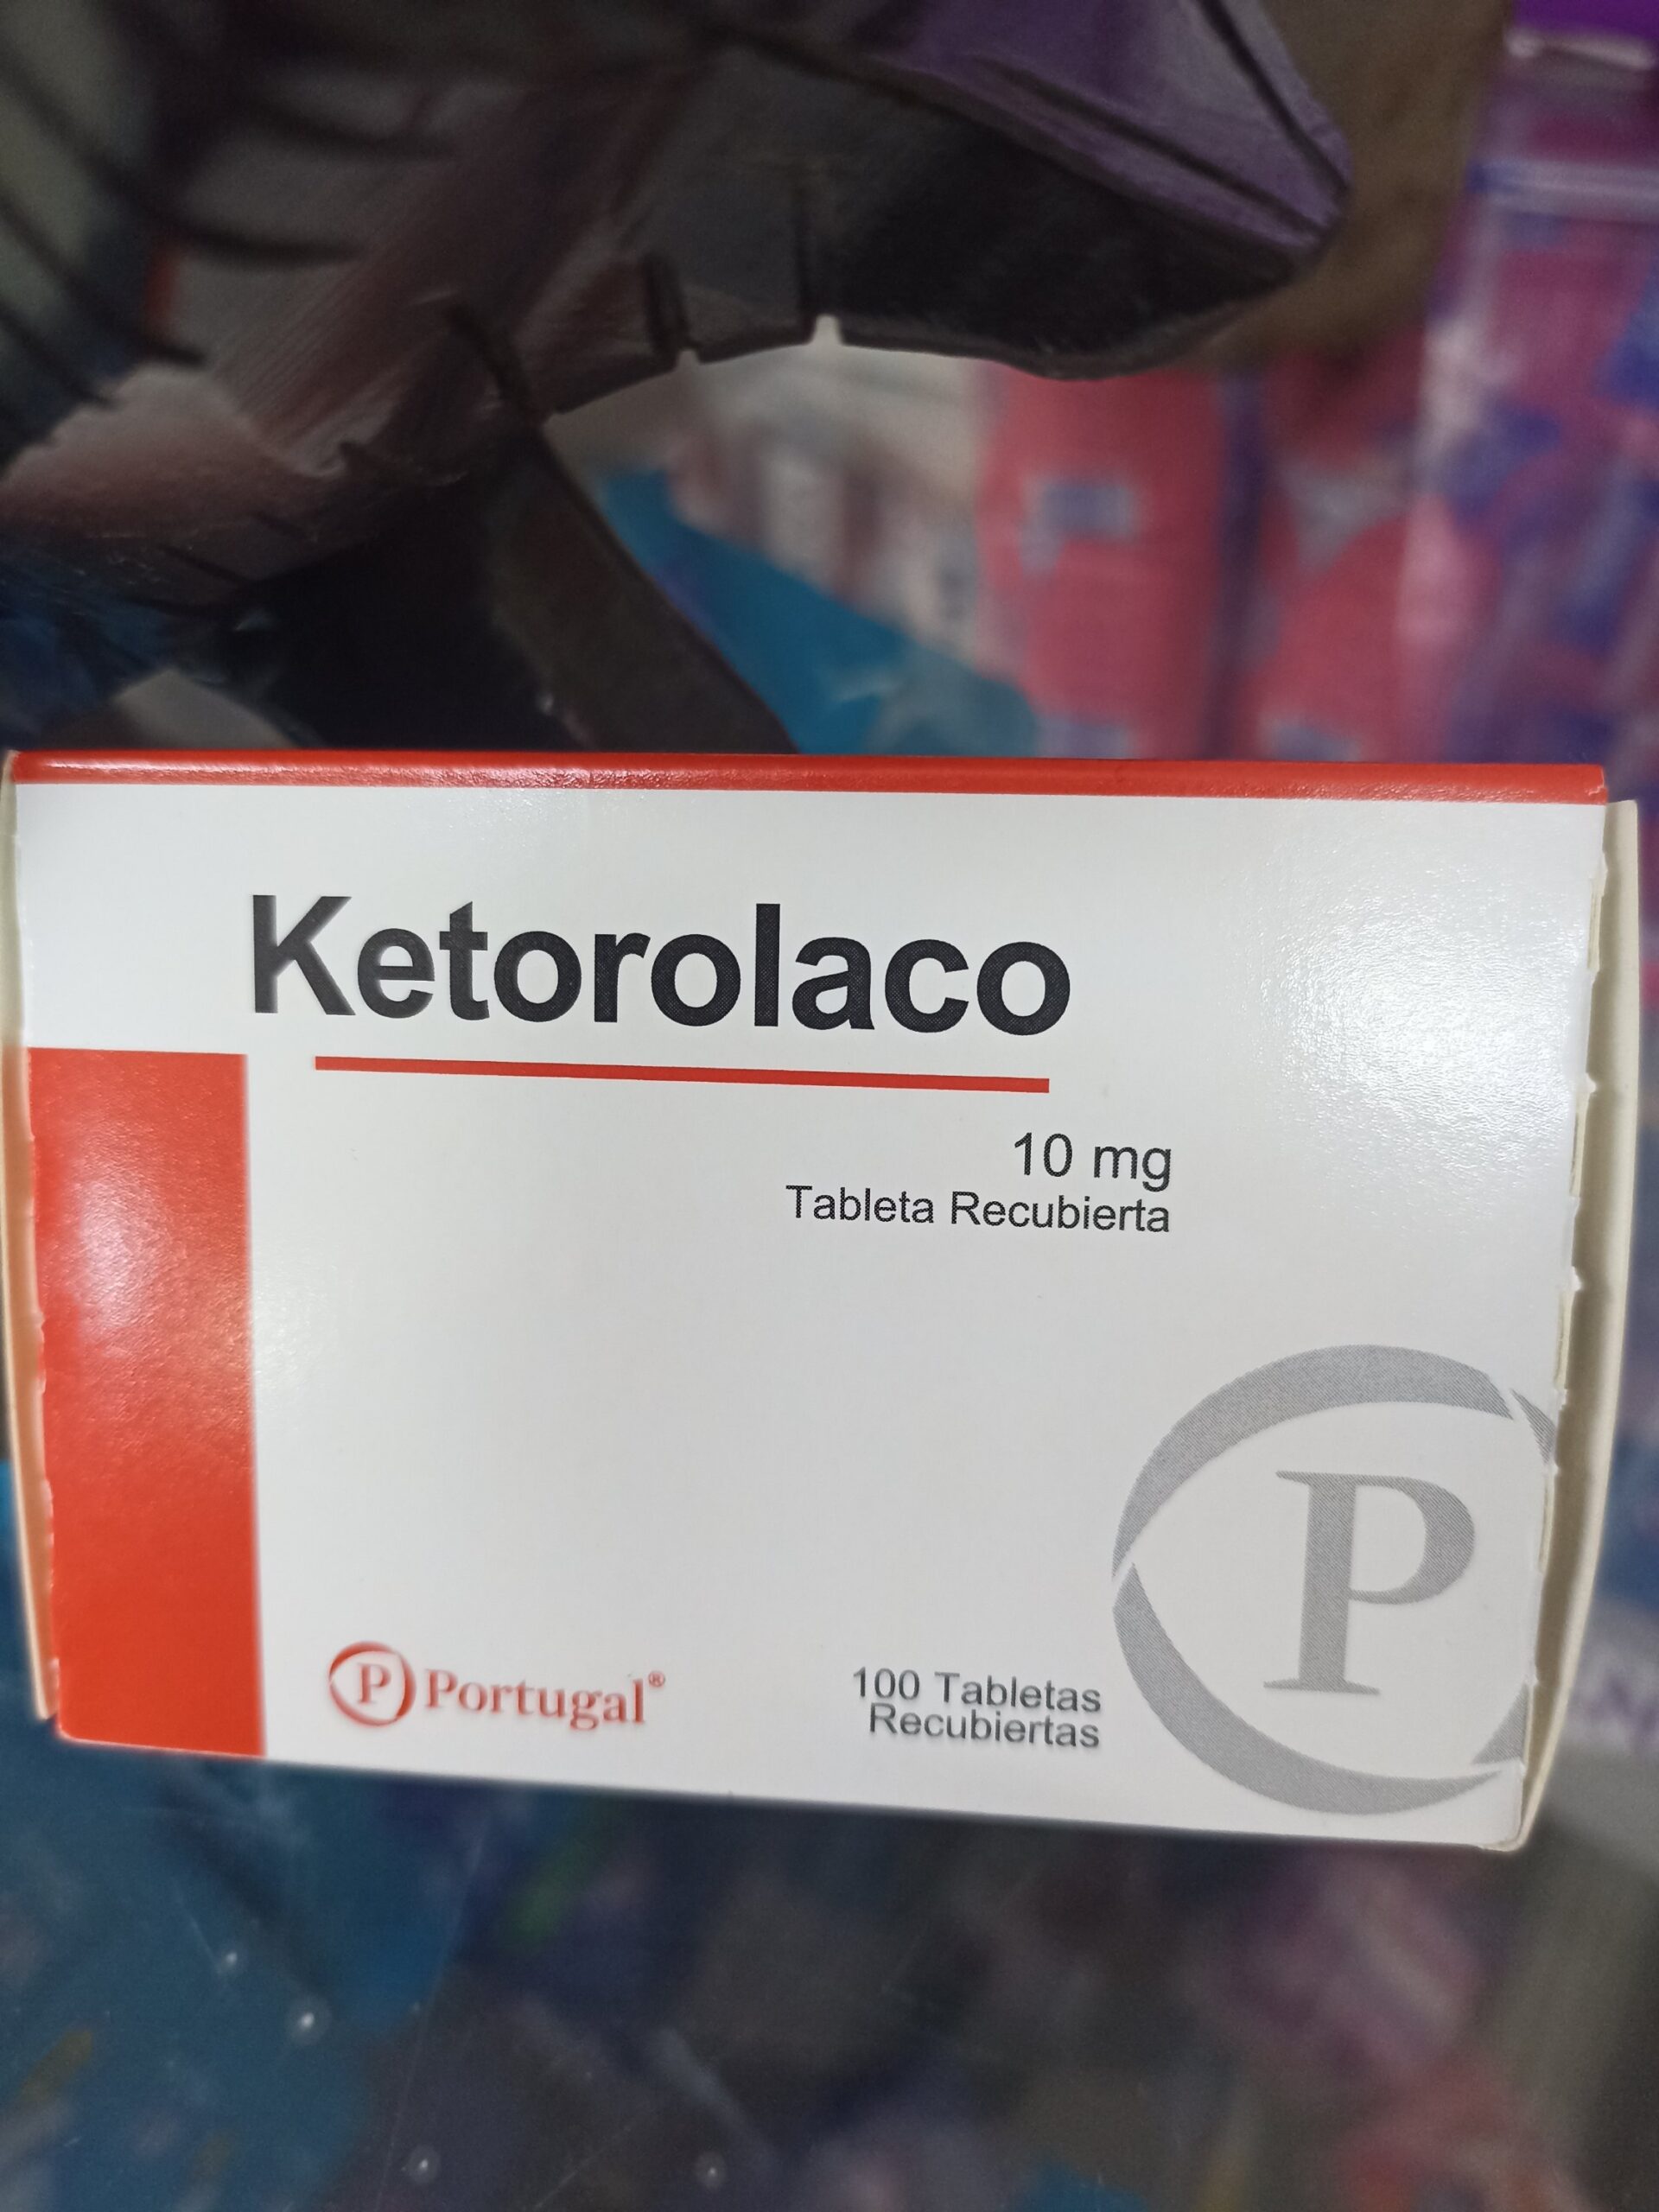 Ketorolaco
10 mg
Tableta Recubierta
P
P Portugal®
100 Tabletas
Recubiertas